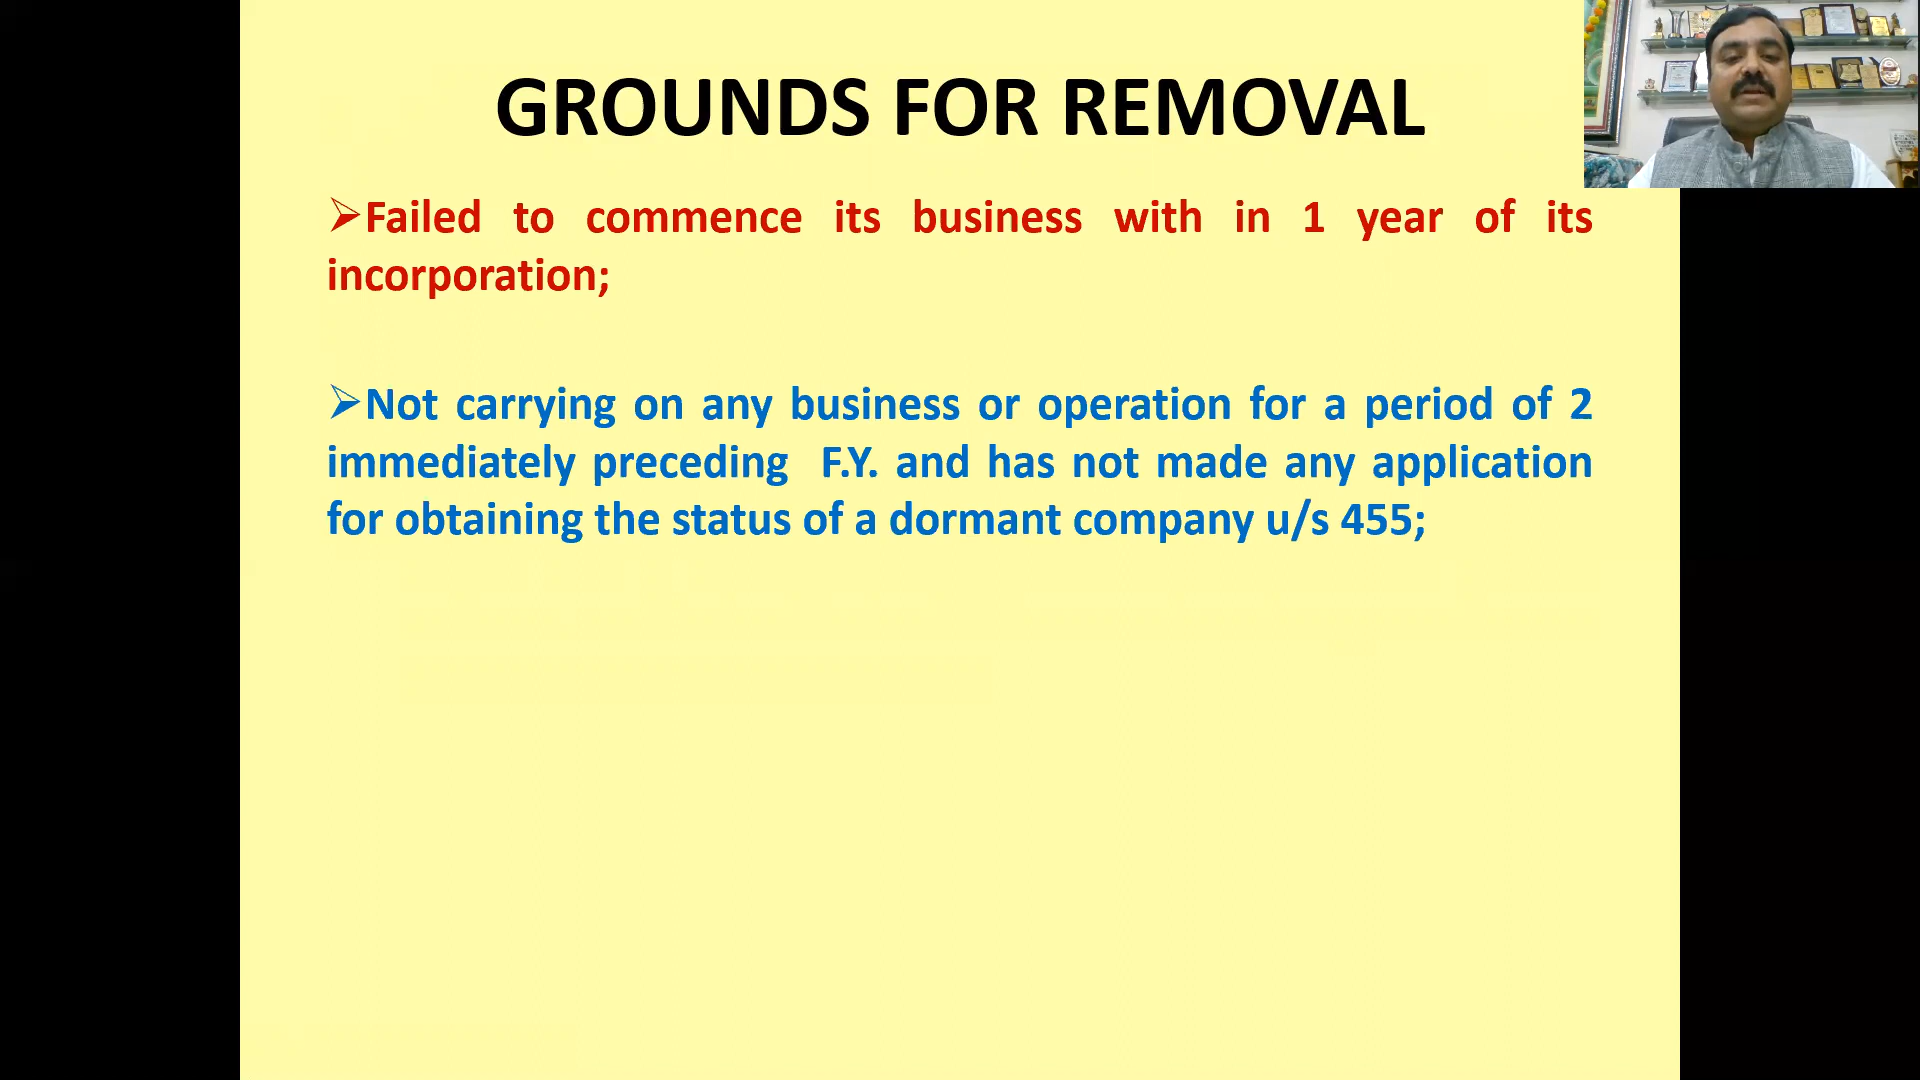 GROUNDS FOR REMOVAL
➢Failed to commence its business with in 1 year of its
incorporation;
➢Not carrying on any business or operation for a period of 2
immediately preceding F.Y. and has not made any application
for obtaining the status of a dormant company u/s 455;